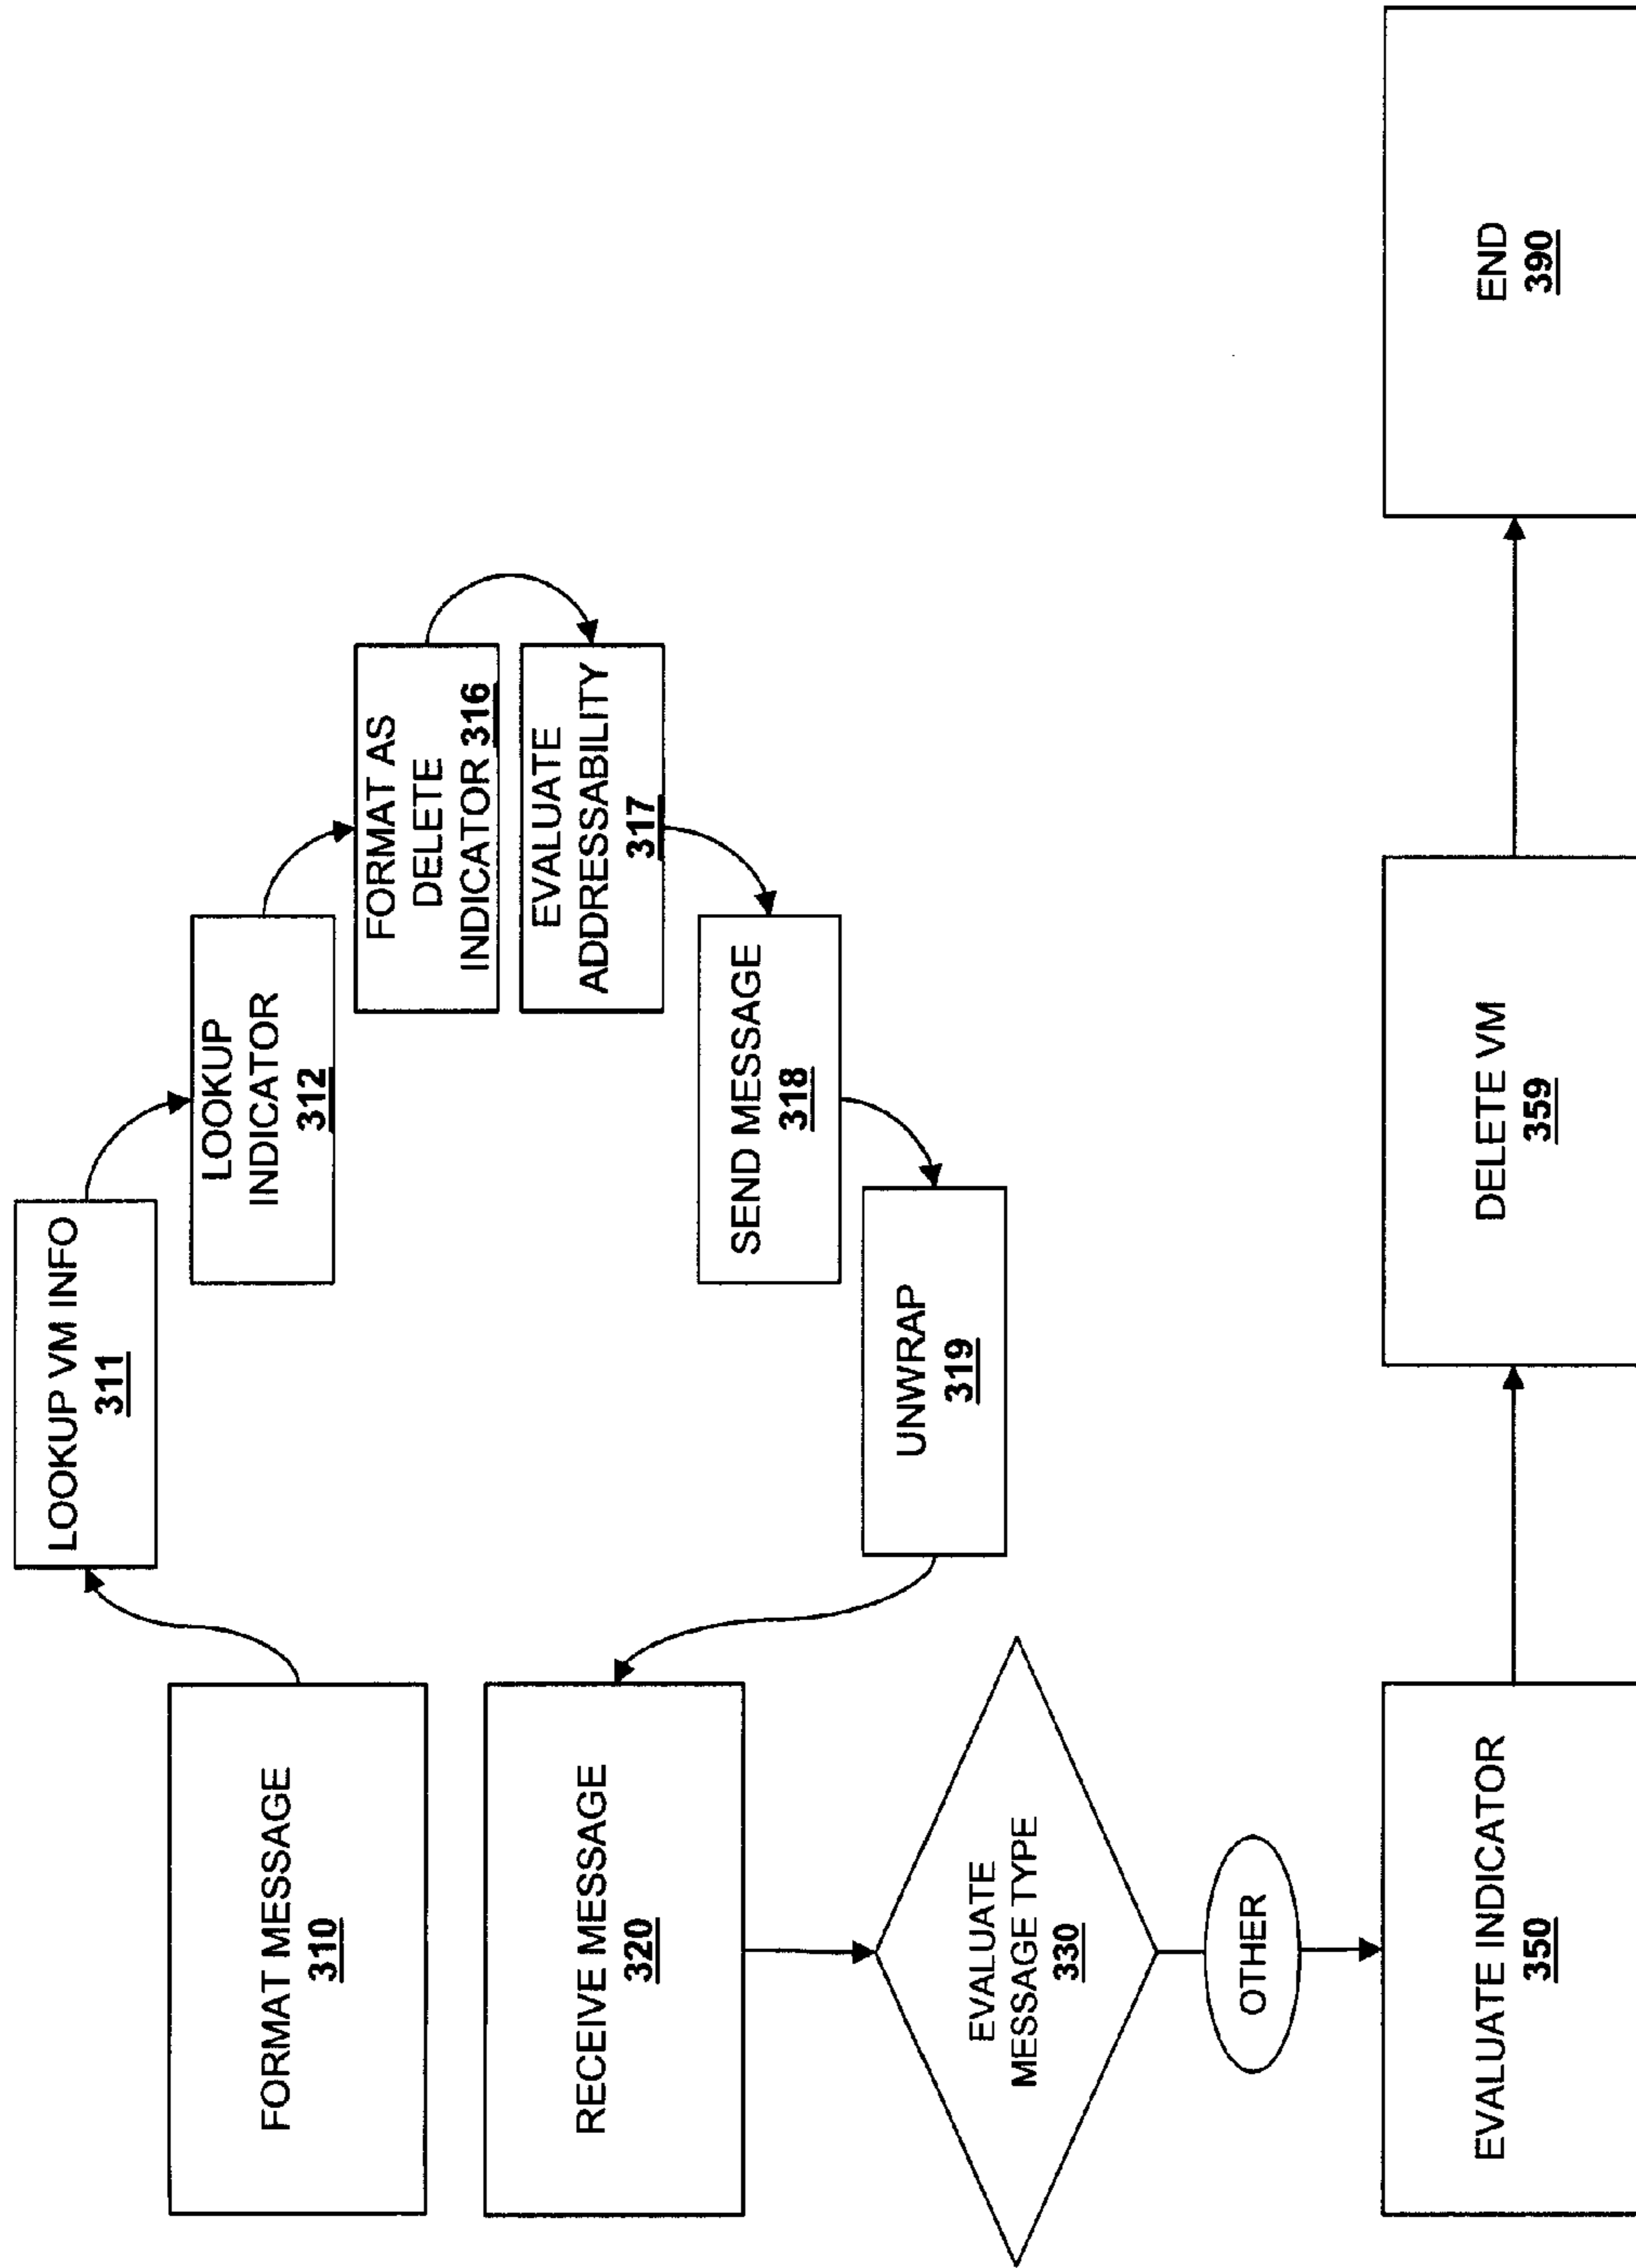 FORMAT MESSAGE
310
LOOKUP VM INFO
311
LOOKUP
INDICATOR
312
FORMAT AS
DELETE
INDICATOR 316
EVALUATE
ADDRESSABILITY
317
SEND MESSAGE
318
UNWRAP
319
RECEIVE MESSAGE
320
EVALUATE
MESSAGE TYPE
330
OTHER
EVALUATE INDICATOR
350
DELETE VM
359
END
390